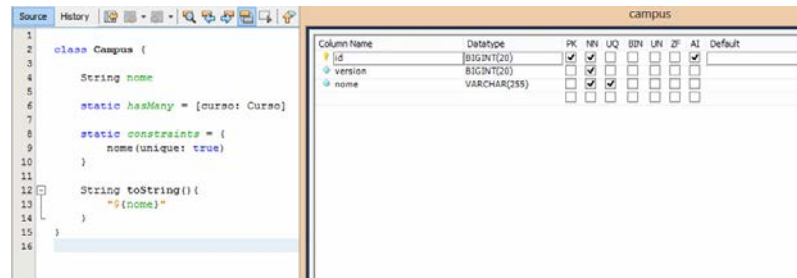 Source History
campus
1
2 class Campus {
3
4 String nome
5
6 static hasMany = [curso: Curso]
7
8 static constraints = {
9 nome(unique: true)
10 }
11
12 String toString(){
13 "${nome}"
14 }
15 }
16
Column Name Datatype PK NN UQ BIN UN ZF AI Default
id BIGINT(20)
version BIGINT(20)
nome VARCHAR(255)